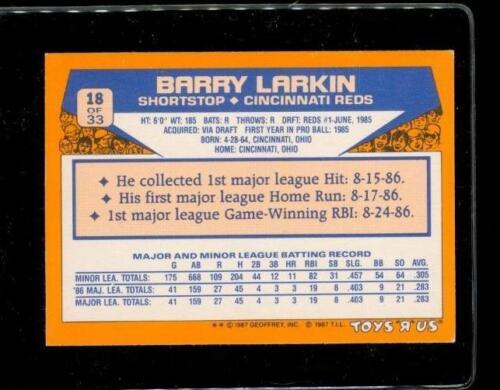 18
OF
33
BARRY LARKIN
SHORTSTOP ◆ CINCINNATI REDS
HT: 6'0" WT: 185 BATS: R THROWS: R DRFT: REDS #1-JUNE, 1985
ACQUIRED: VIA DRAFT FIRST YEAR IN PRO BALL: 1985
BORN: 4-28-64, CINCINNATI, OHIO
HOME: CINCINNATI, OHIO
✦ He collected 1st major league Hit: 8-15-86.
✦ His first major league Home Run: 8-17-86.
✦ 1st major league Game-Winning RBI: 8-24-86.
MAJOR AND MINOR LEAGUE BATTING RECORD
G AB R H 2B 3B HR RBI SB SLG. BB SO AVG.
MINOR LEA. TOTALS: 175 668 109 204 44 12 11 82 31 .457 54 64 .305
'86 MAJ. LEA. TOTALS: 41 159 27 45 4 3 3 19 8 .403 9 21 .283
MAJOR LEA. TOTALS: 41 159 27 45 4 3 3 19 8 .403 9 21 .283
** © 1987 GEOFFREY, INC. © 1987 T.I.L. TOYS "R" US